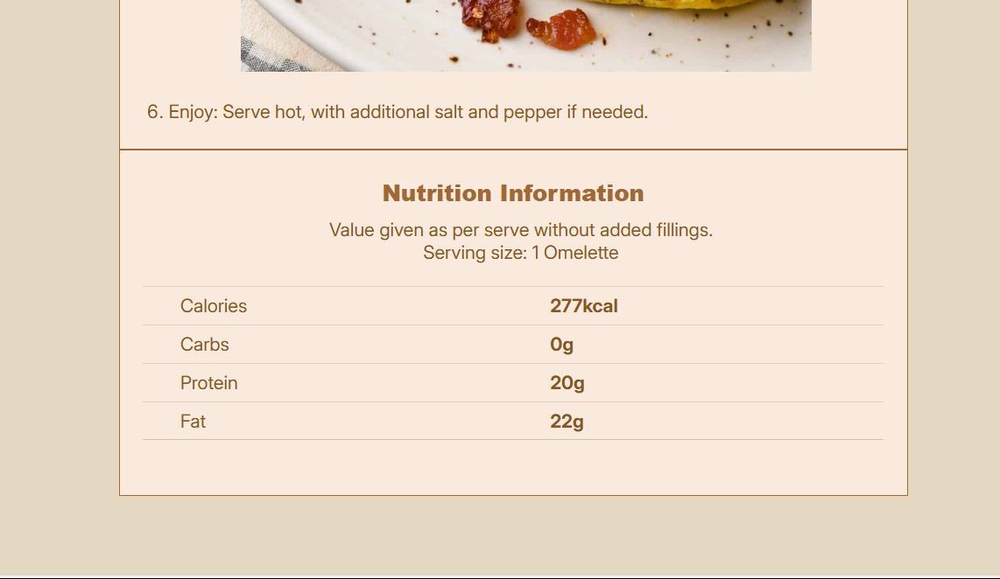 6. Enjoy: Serve hot, with additional salt and pepper if needed.
Nutrition Information
Value given as per serve without added fillings.
Serving size: 1 Omelette
Calories 277kcal
Carbs 0g
Protein 20g
Fat 22g